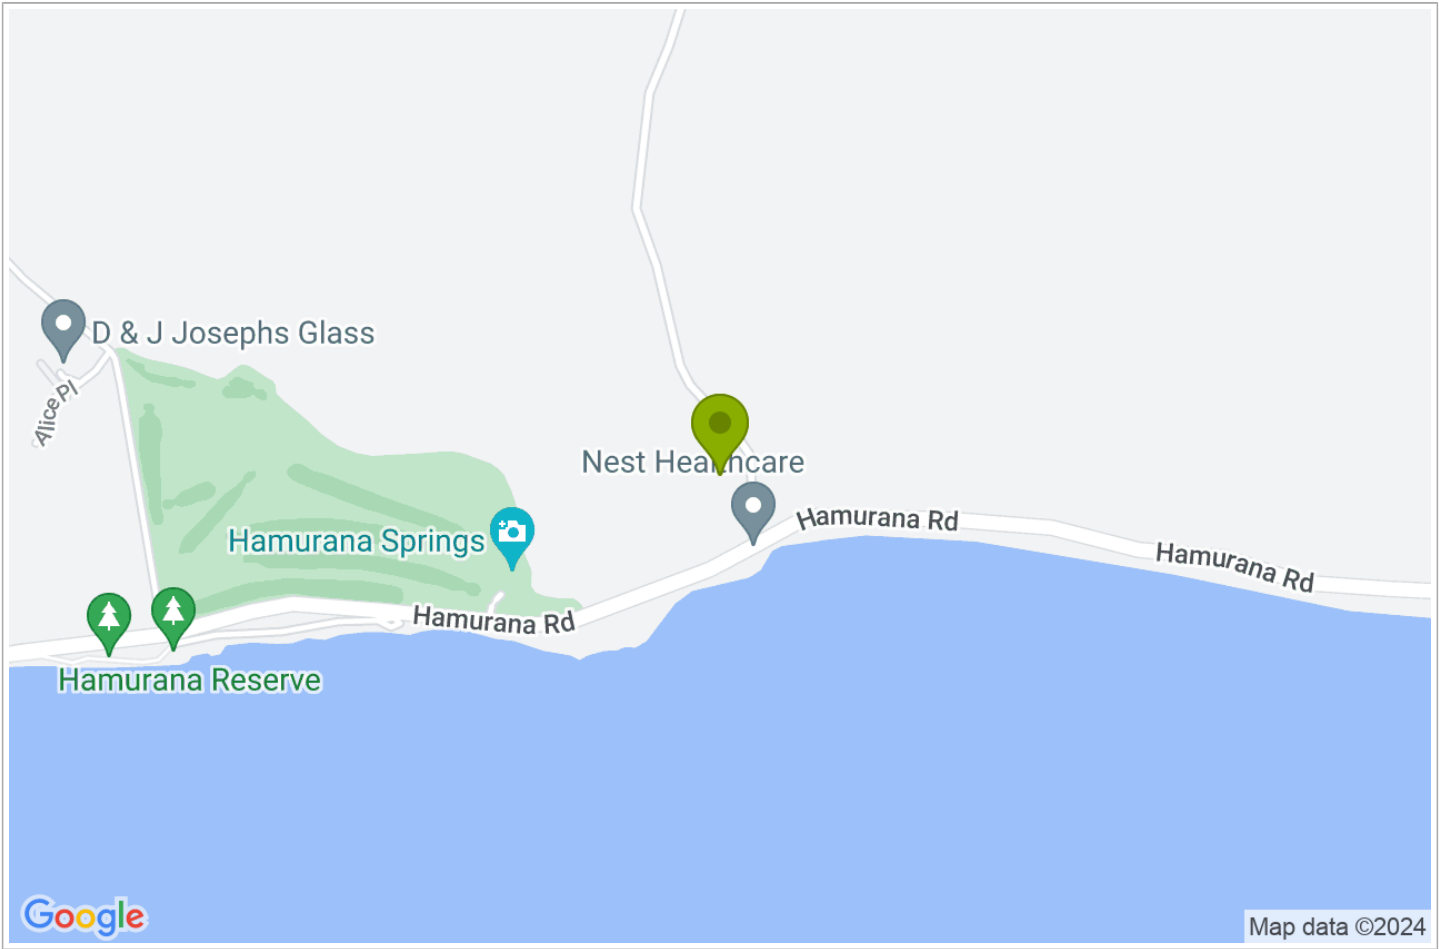 D & J Josephs Glass
Alice Pl
Nest Healthcare
Hamurana Rd
Hamurana Springs
Hamurana Rd
Hamurana Rd
Hamurana Reserve
Google
Map data ©2024